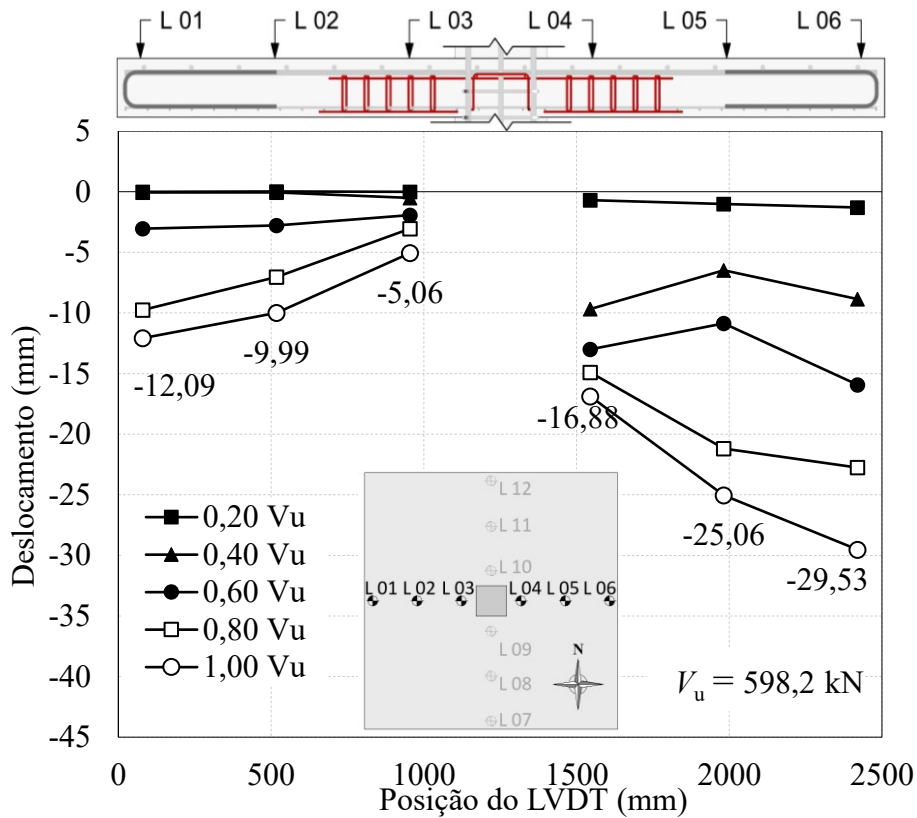 L 01 L 02 L 03 L 04 L 05 L 06
5
0
-5
-10
-15
-20
-25
-30
-35
-40
-45
Deslocamento (mm)
-5,06
-9,99
-12,09
-16,88
-25,06
-29,53
0,20 Vu
0,40 Vu
0,60 Vu
0,80 Vu
1,00 Vu
L 12
L 11
L 10
L 01 L 02 L 03 L 04 L 05 L 06
L 09
L 08
L 07
N
Vu = 598,2 kN
0 500 1000 1500 2000 2500
Posição do LVDT (mm)